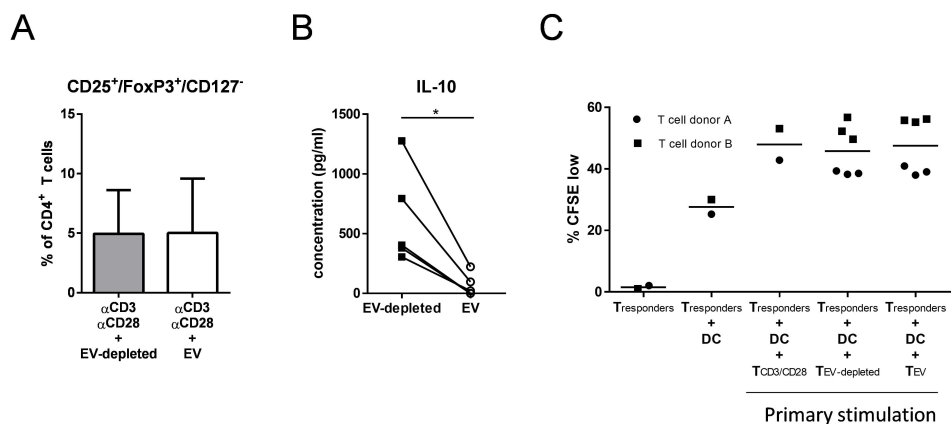 A
CD25⁺/FoxP3⁺/CD127⁻
% of CD4⁺ T cells
15
10
5
0
αCD3
αCD28
+
EV-depleted
αCD3
αCD28
+
EV
B
IL-10
*
concentration (pg/ml)
1500
1000
500
0
EV-depleted
EV
C
% CFSE low
60
40
20
0
T cell donor A
T cell donor B
Tresponders
Tresponders
+
DC
Tresponders
+
DC
+
TCD3/CD28
Tresponders
+
DC
+
TEV-depleted
Tresponders
+
DC
+
TEV
Primary stimulation